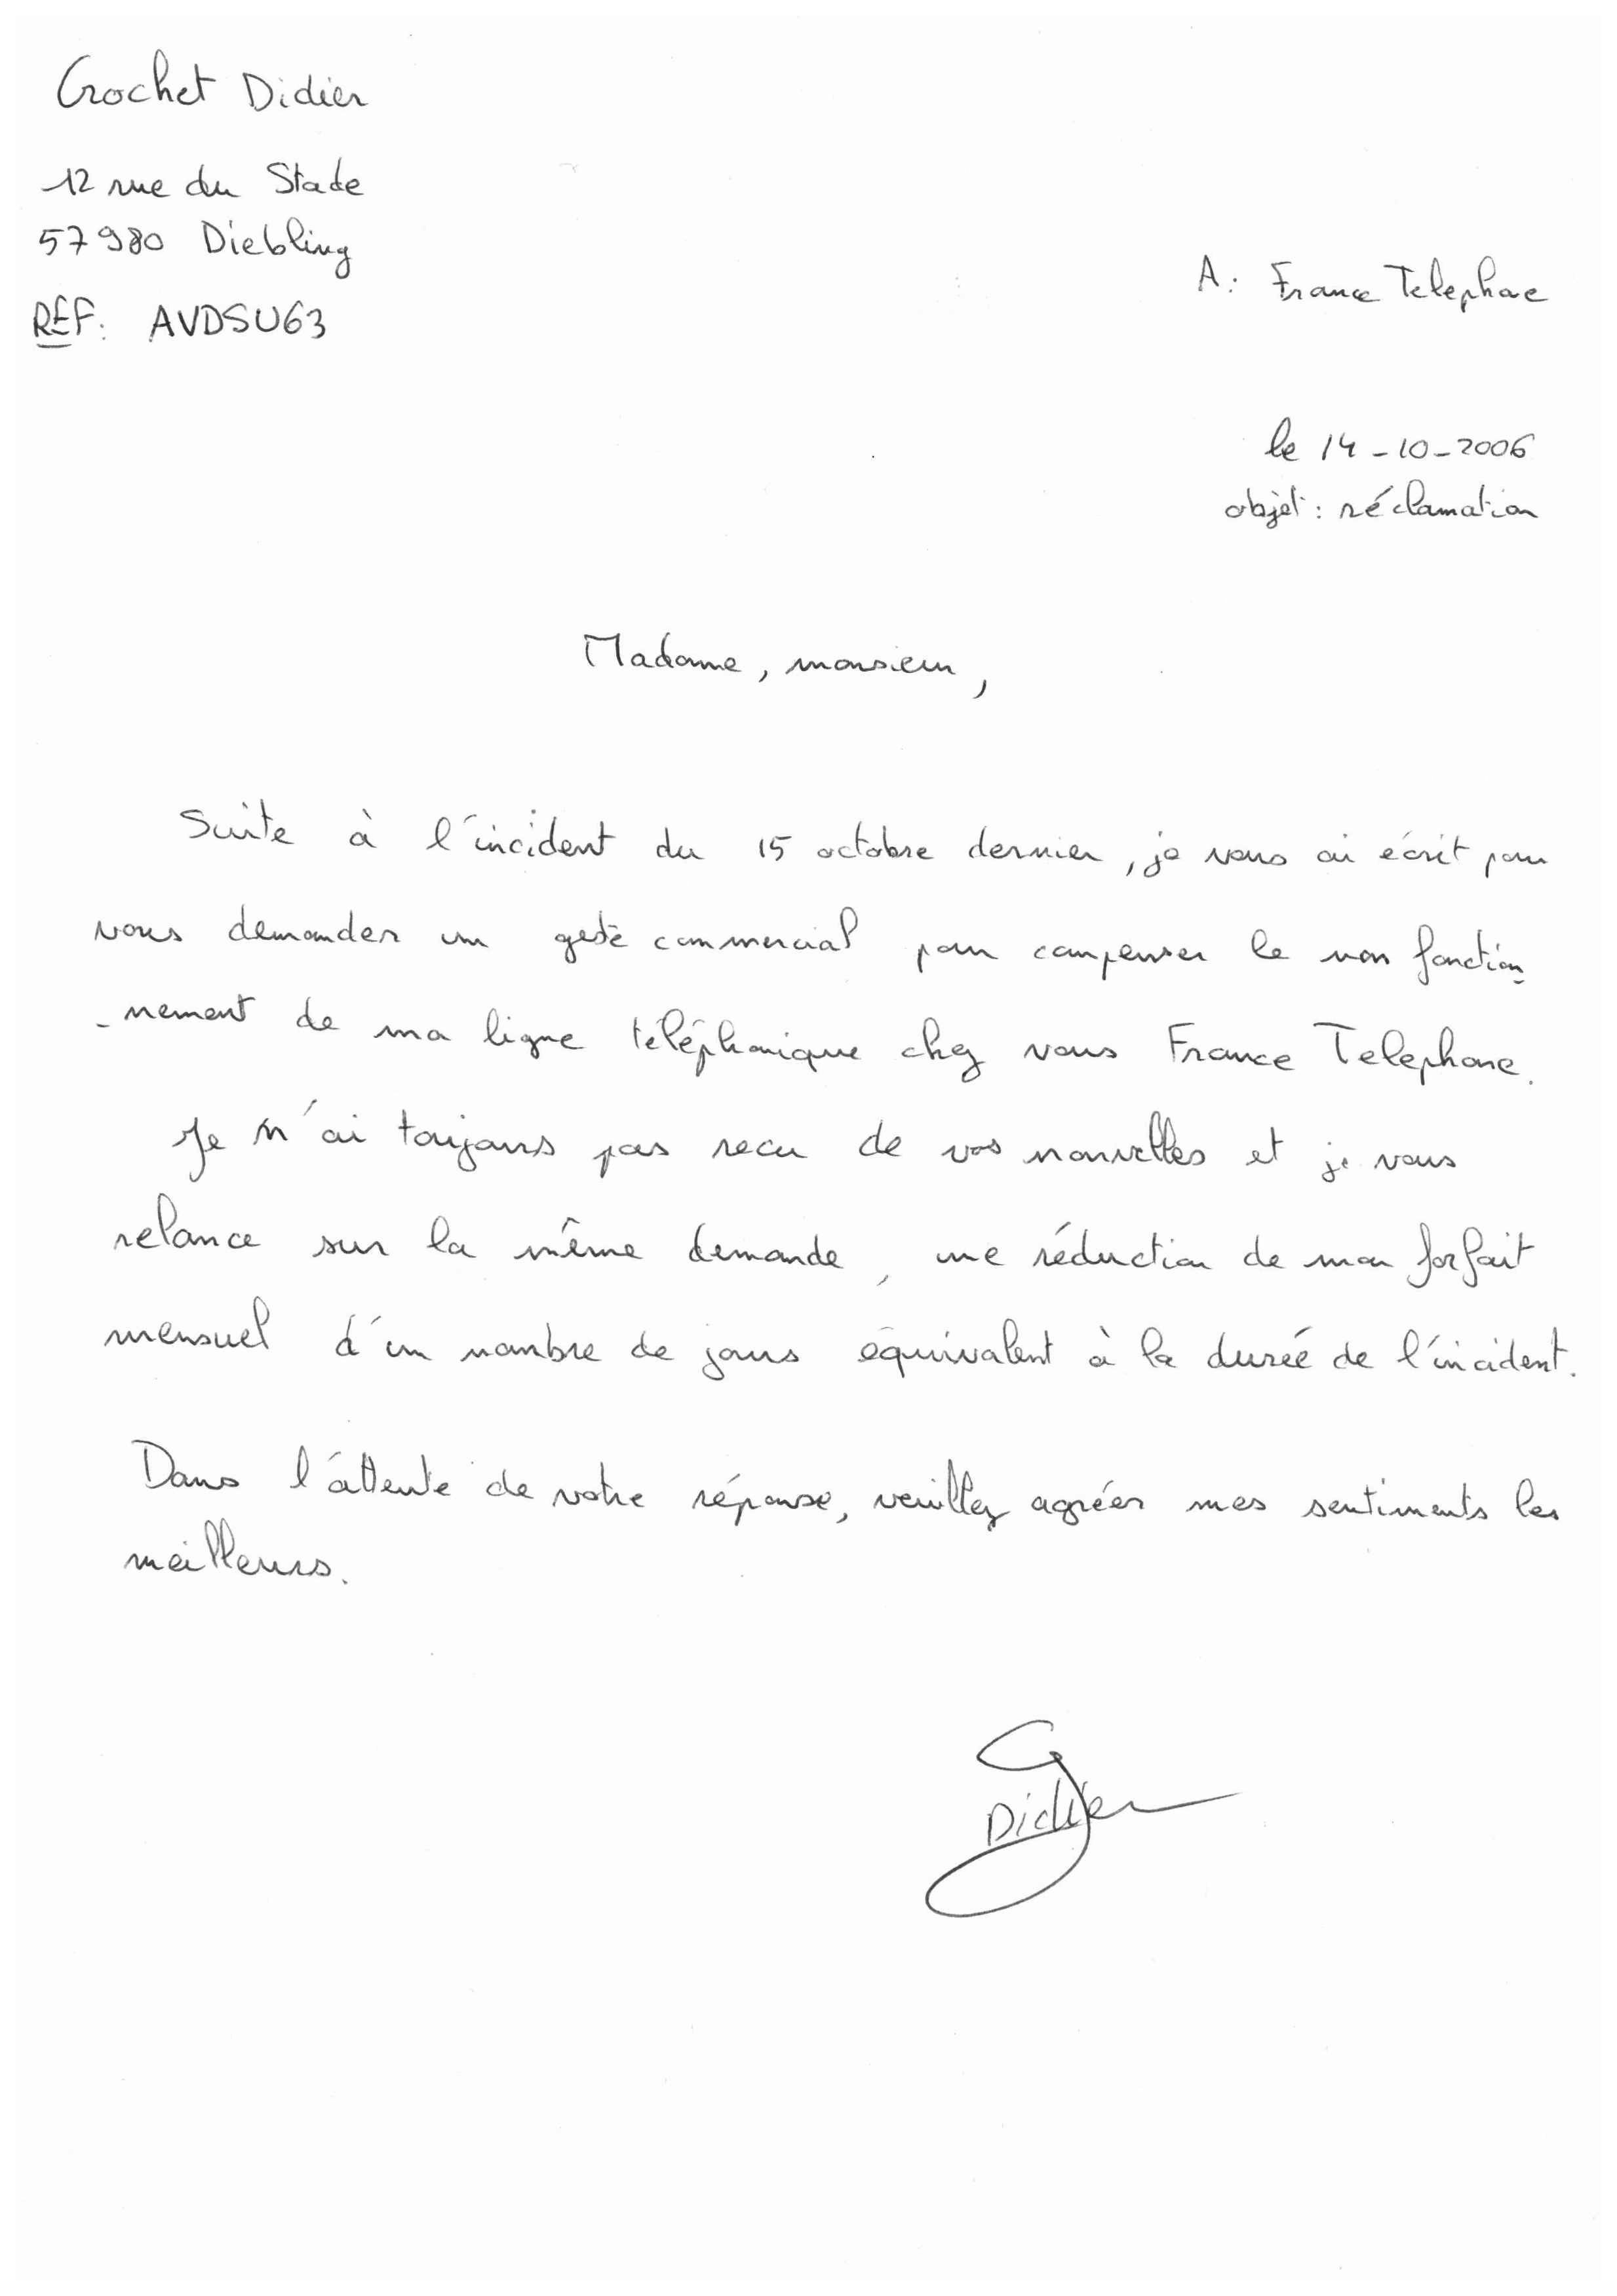 Crochet Didier
12 rue du Stade
57980 Diebling
REF: AVDSU63
A: France Telephone
le 14-10-2006
objet: réclamation
Madame, monsieur,
Suite à l'incident du 15 octobre dernier, je vous ai écrit pour
vous demander un geste commercial pour compenser le non fonction
-nement de ma ligne téléphonique chez vous France Telephone.
Je n'ai toujours pas recu de vos nouvelles et je vous
relance sur la même demande, une réduction de mon forfait
mensuel d'un nombre de jours équivalent à la durée de l'incident.
Dans l'attente de votre réponse, veuillez agréer mes sentiments les
meilleurs.
C
Didier